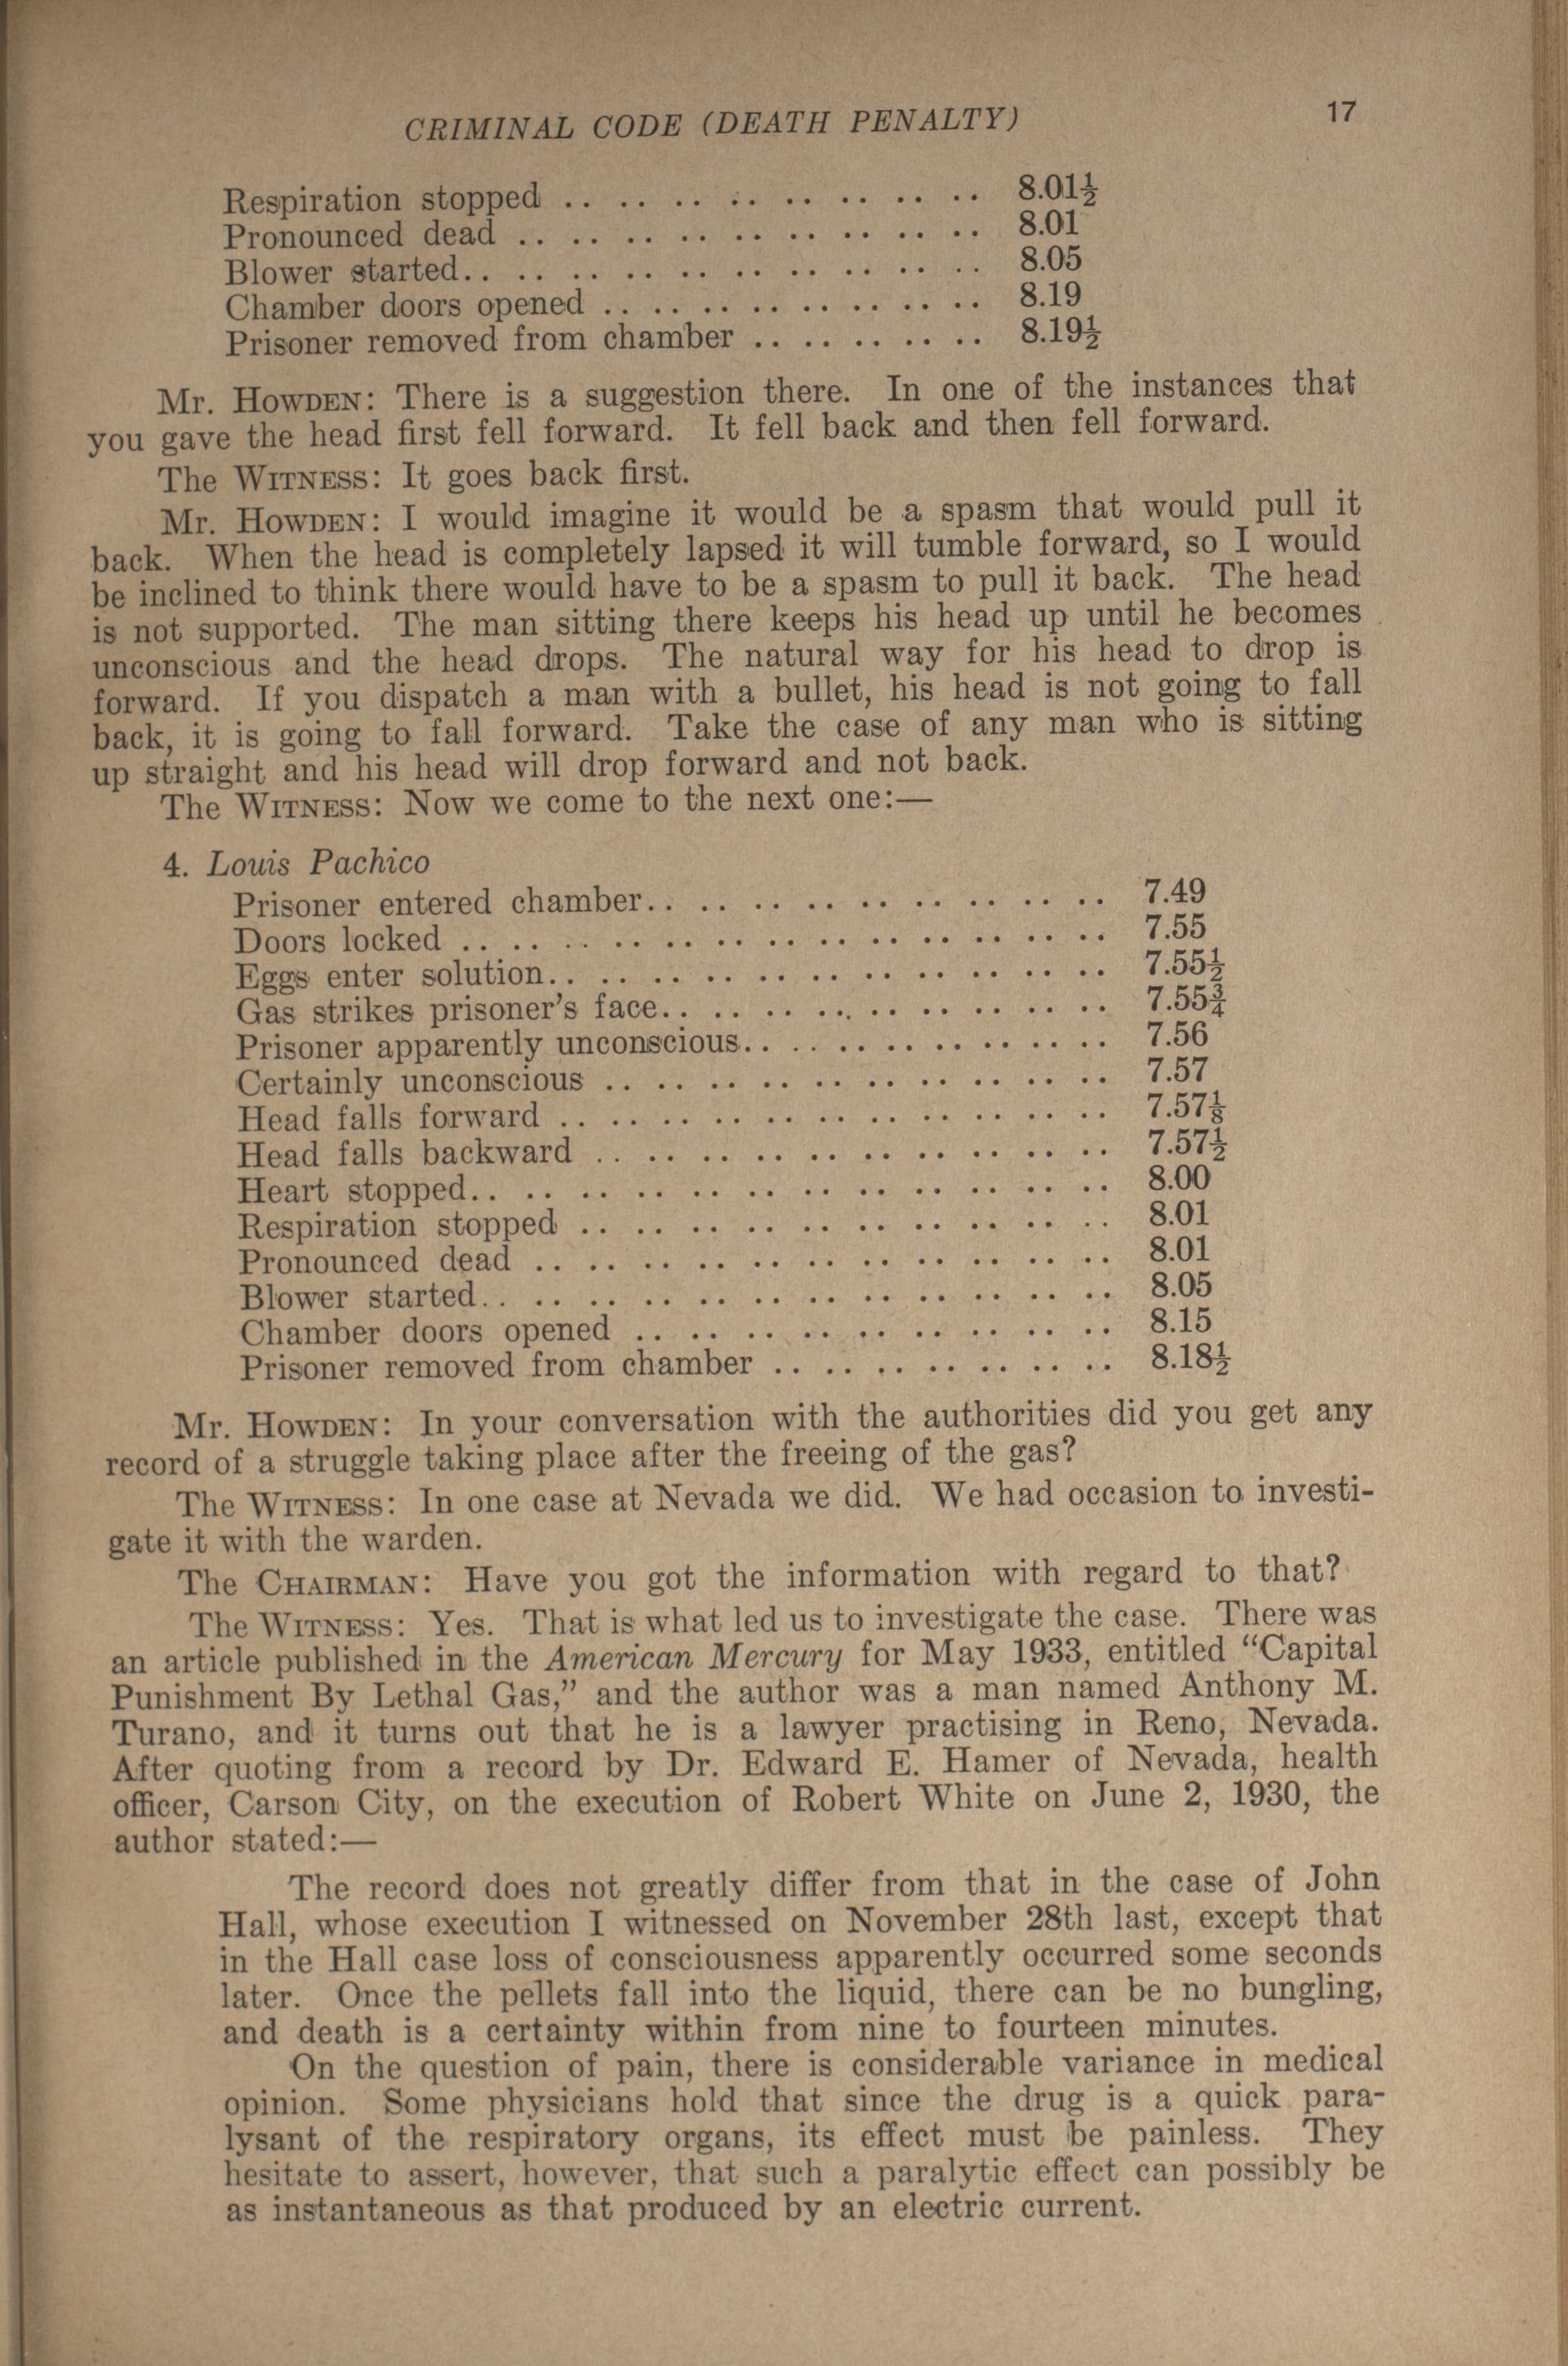 CRIMINAL CODE (DEATH PENALTY) 17
Respiration stopped .. .. .. .. .. .. .. .. 8.01½
Pronounced dead .. .. .. .. .. .. .. .. .. 8.01
Blower started.. .. .. .. .. .. .. .. .. .. 8.05
Chamber doors opened .. .. .. .. .. .. .. .. 8.19
Prisoner removed from chamber .. .. .. .. .. 8.19½
Mr. HOWDEN: There is a suggestion there. In one of the instances that
you gave the head first fell forward. It fell back and then fell forward.
The WITNESS: It goes back first.
Mr. HOWDEN: I would imagine it would be a spasm that would pull it
back. When the head is completely lapsed it will tumble forward, so I would
be inclined to think there would have to be a spasm to pull it back. The head
is not supported. The man sitting there keeps his head up until he becomes
unconscious and the head drops. The natural way for his head to drop is
forward. If you dispatch a man with a bullet, his head is not going to fall
back, it is going to fall forward. Take the case of any man who is sitting
up straight and his head will drop forward and not back.
The WITNESS: Now we come to the next one:—
4. Louis Pachico
Prisoner entered chamber.. .. .. .. .. .. .. .. .. 7.49
Doors locked .. .. .. .. .. .. .. .. .. .. .. .. .. 7.55
Eggs enter solution.. .. .. .. .. .. .. .. .. .. .. 7.55½
Gas strikes prisoner's face.. .. .. .. .. .. .. .. .. 7.55¾
Prisoner apparently unconscious.. .. .. .. .. .. .. .. 7.56
Certainly unconscious .. .. .. .. .. .. .. .. .. .. 7.57
Head falls forward .. .. .. .. .. .. .. .. .. .. .. 7.57⅛
Head falls backward .. .. .. .. .. .. .. .. .. .. 7.57½
Heart stopped.. .. .. .. .. .. .. .. .. .. .. .. 8.00
Respiration stopped .. .. .. .. .. .. .. .. .. .. 8.01
Pronounced dead .. .. .. .. .. .. .. .. .. .. .. 8.01
Blower started.. .. .. .. .. .. .. .. .. .. .. .. 8.05
Chamber doors opened .. .. .. .. .. .. .. .. .. 8.15
Prisoner removed from chamber .. .. .. .. .. .. .. 8.18½
Mr. HOWDEN: In your conversation with the authorities did you get any
record of a struggle taking place after the freeing of the gas?
The WITNESS: In one case at Nevada we did. We had occasion to investi-
gate it with the warden.
The CHAIRMAN: Have you got the information with regard to that?
The WITNESS: Yes. That is what led us to investigate the case. There was
an article published in the American Mercury for May 1933, entitled “Capital
Punishment By Lethal Gas,” and the author was a man named Anthony M.
Turano, and it turns out that he is a lawyer practising in Reno, Nevada.
After quoting from a record by Dr. Edward E. Hamer of Nevada, health
officer, Carson City, on the execution of Robert White on June 2, 1930, the
author stated:—
The record does not greatly differ from that in the case of John
Hall, whose execution I witnessed on November 28th last, except that
in the Hall case loss of consciousness apparently occurred some seconds
later. Once the pellets fall into the liquid, there can be no bungling,
and death is a certainty within from nine to fourteen minutes.
On the question of pain, there is considerable variance in medical
opinion. Some physicians hold that since the drug is a quick para-
lysant of the respiratory organs, its effect must be painless. They
hesitate to assert, however, that such a paralytic effect can possibly be
as instantaneous as that produced by an electric current.